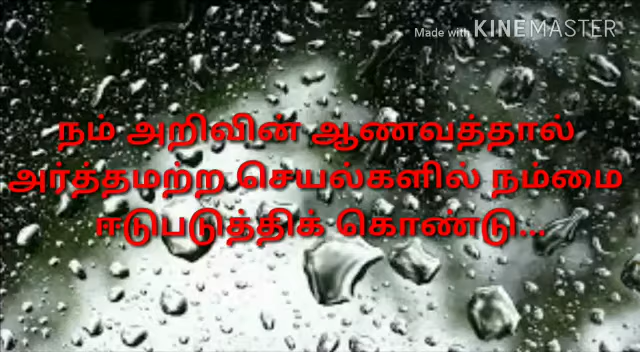 Made with KINEMASTER
நம் அறிவின் ஆணவத்தால்
அர்த்தமற்ற செயல்களில் நம்மை
ஈடுபடுத்திக் கொண்டு...